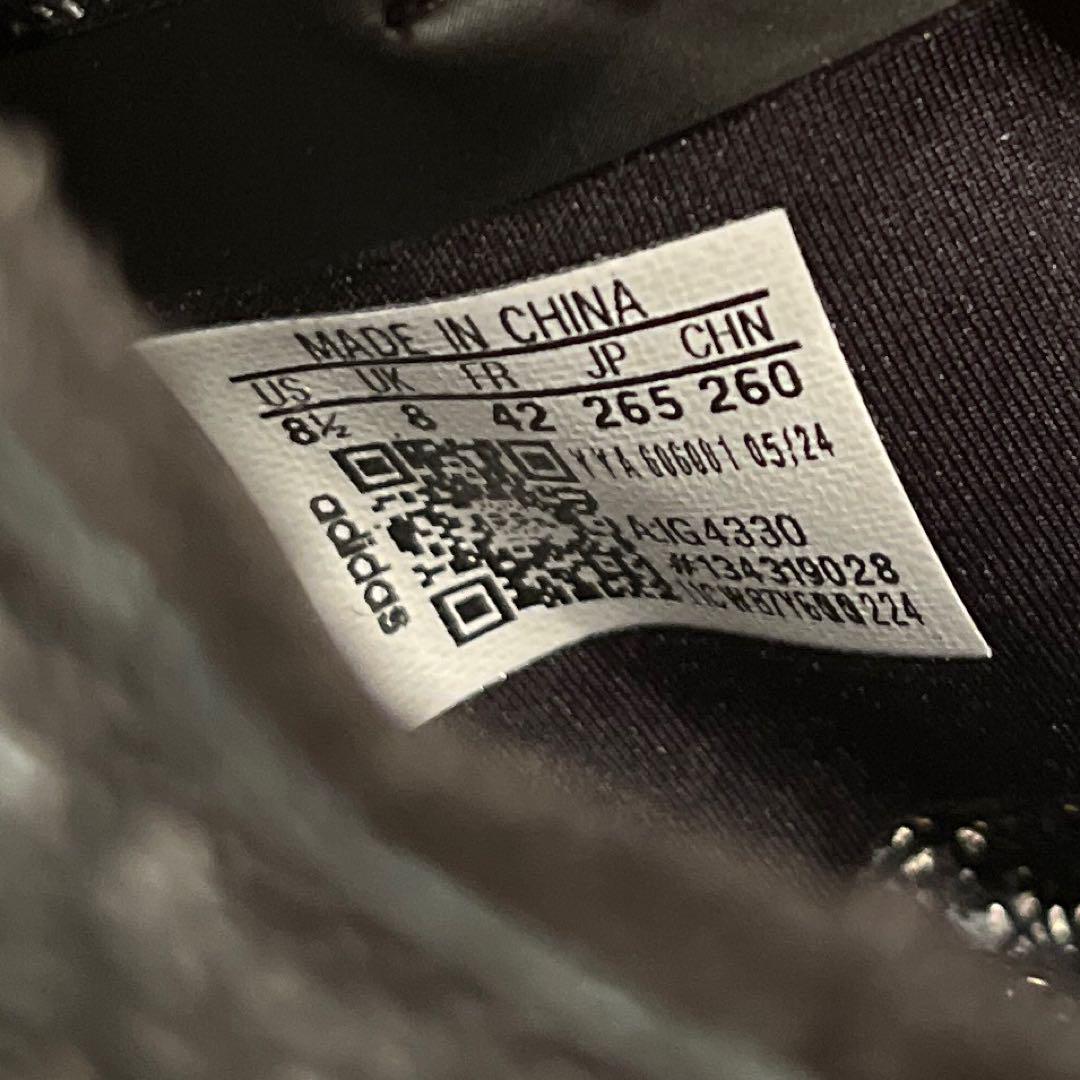 MADE IN CHINA
US UK FR JP CHN
8½ 8 42 265 260
YYA 606001 05/24
adidas
A IG4330
#134319028